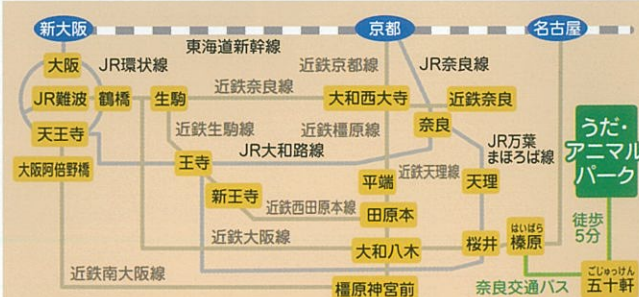 新大阪
京都
名古屋
東海道新幹線
大阪
JR環状線
近鉄京都線
JR奈良線
近鉄奈良線
JR難波
鶴橋
生駒
大和西大寺
近鉄奈良
うだ・
アニマル
パーク
天王寺
近鉄生駒線
近鉄橿原線
奈良
大阪阿倍野橋
王寺
JR大和路線
JR万葉
まほろば線
平端
近鉄天理線
天理
新王寺
近鉄西田原本線
田原本
徒歩
5分
近鉄大阪線
大和八木
桜井
はいばら
榛原
近鉄南大阪線
橿原神宮前
奈良交通バス
ごじゅっけん
五十軒